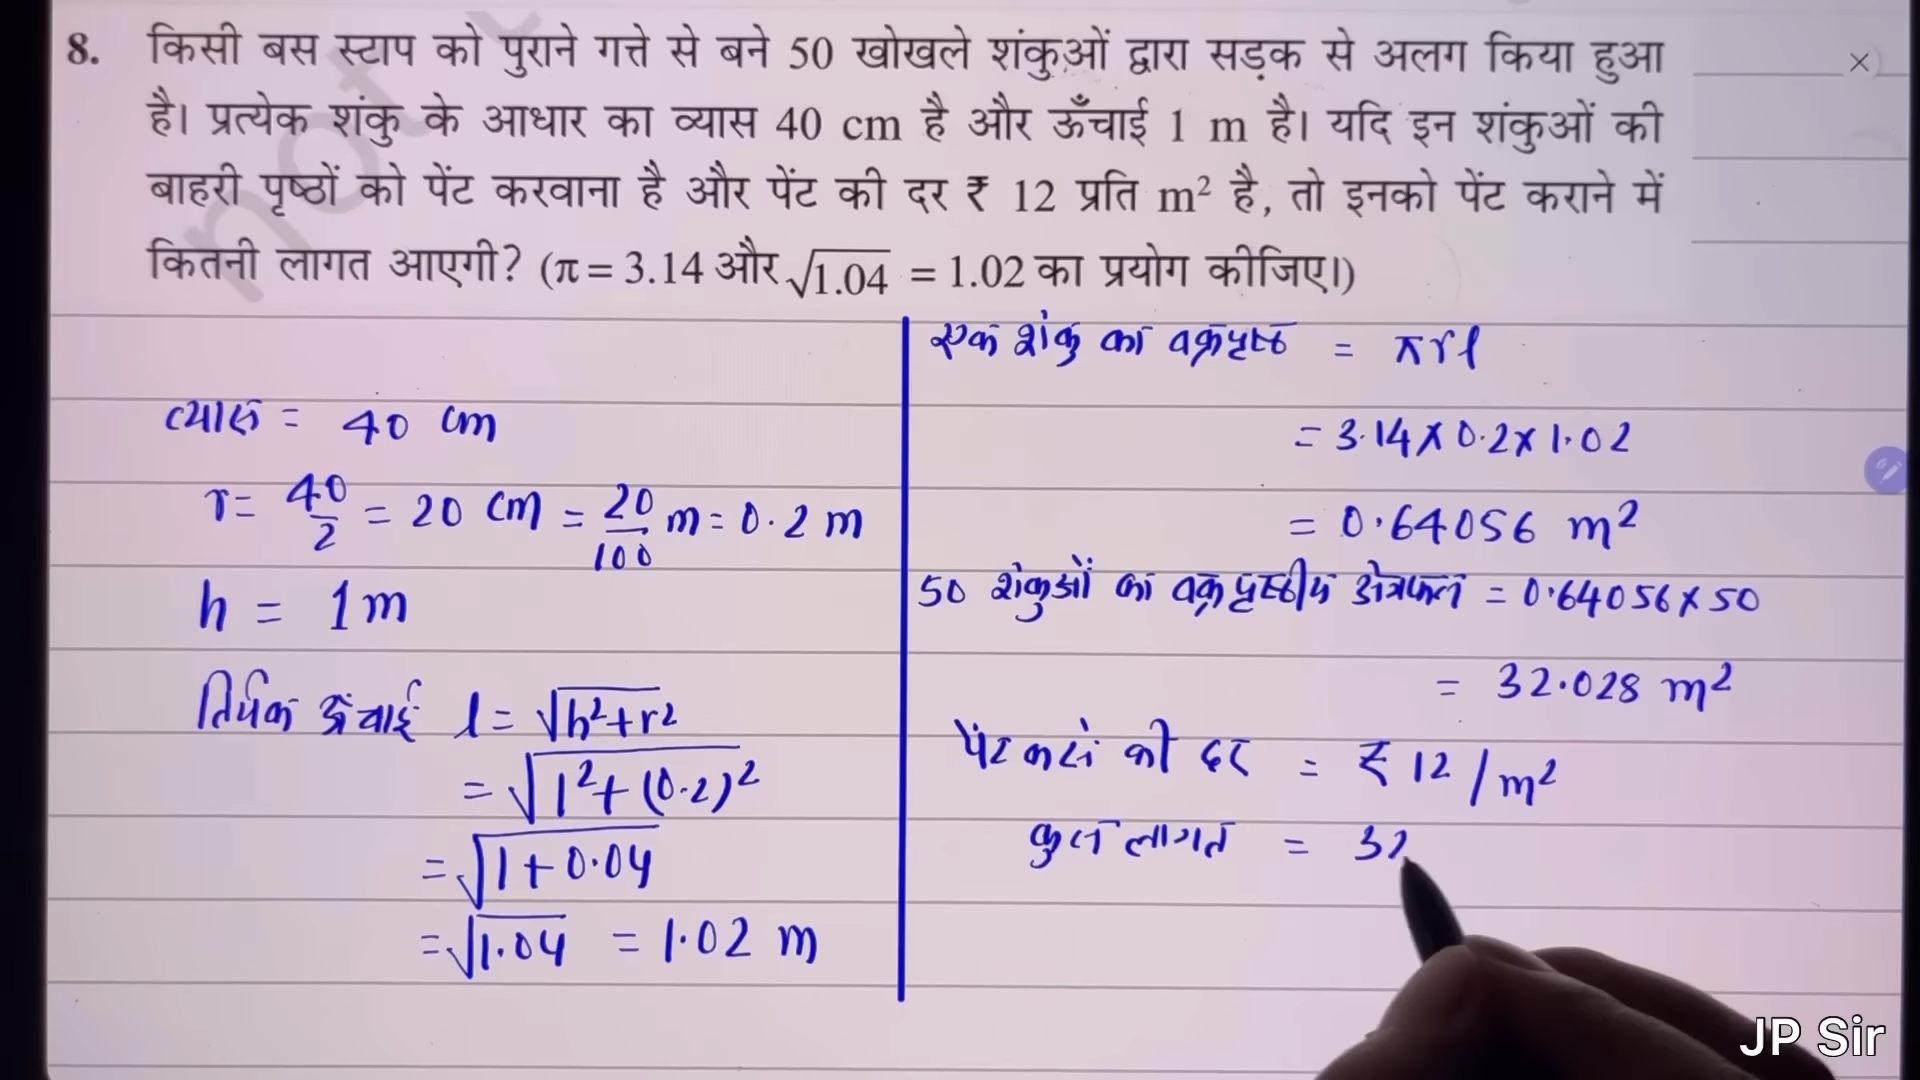 8. किसी बस स्टाप को पुराने गत्ते से बने 50 खोखले शंकुओं द्वारा सड़क से अलग किया हुआ
है। प्रत्येक शंकु के आधार का व्यास 40 cm है और ऊँचाई 1 m है। यदि इन शंकुओं की
बाहरी पृष्ठों को पेंट करवाना है और पेंट की दर ₹ 12 प्रति m² है, तो इनको पेंट कराने में
कितनी लागत आएगी? (π = 3.14 और √1.04 = 1.02 का प्रयोग कीजिए।)
व्यास = 40 cm
r = 40/2 = 20 cm = 20/100 m = 0.2 m
h = 1m
तिर्यक ऊंचाई l = √h²+r²
= √1²+(0.2)²
= √1+0.04
= √1.04 = 1.02 m
एक शंकु का वक्रपृष्ठ = πrl
= 3.14×0.2×1.02
= 0.64056 m²
50 शंकुओं का वक्रपृष्ठीय क्षेत्रफल = 0.64056×50
= 32.028 m²
की दर = ₹ 12/m²
कुल लागत = 32
JP Sir
not